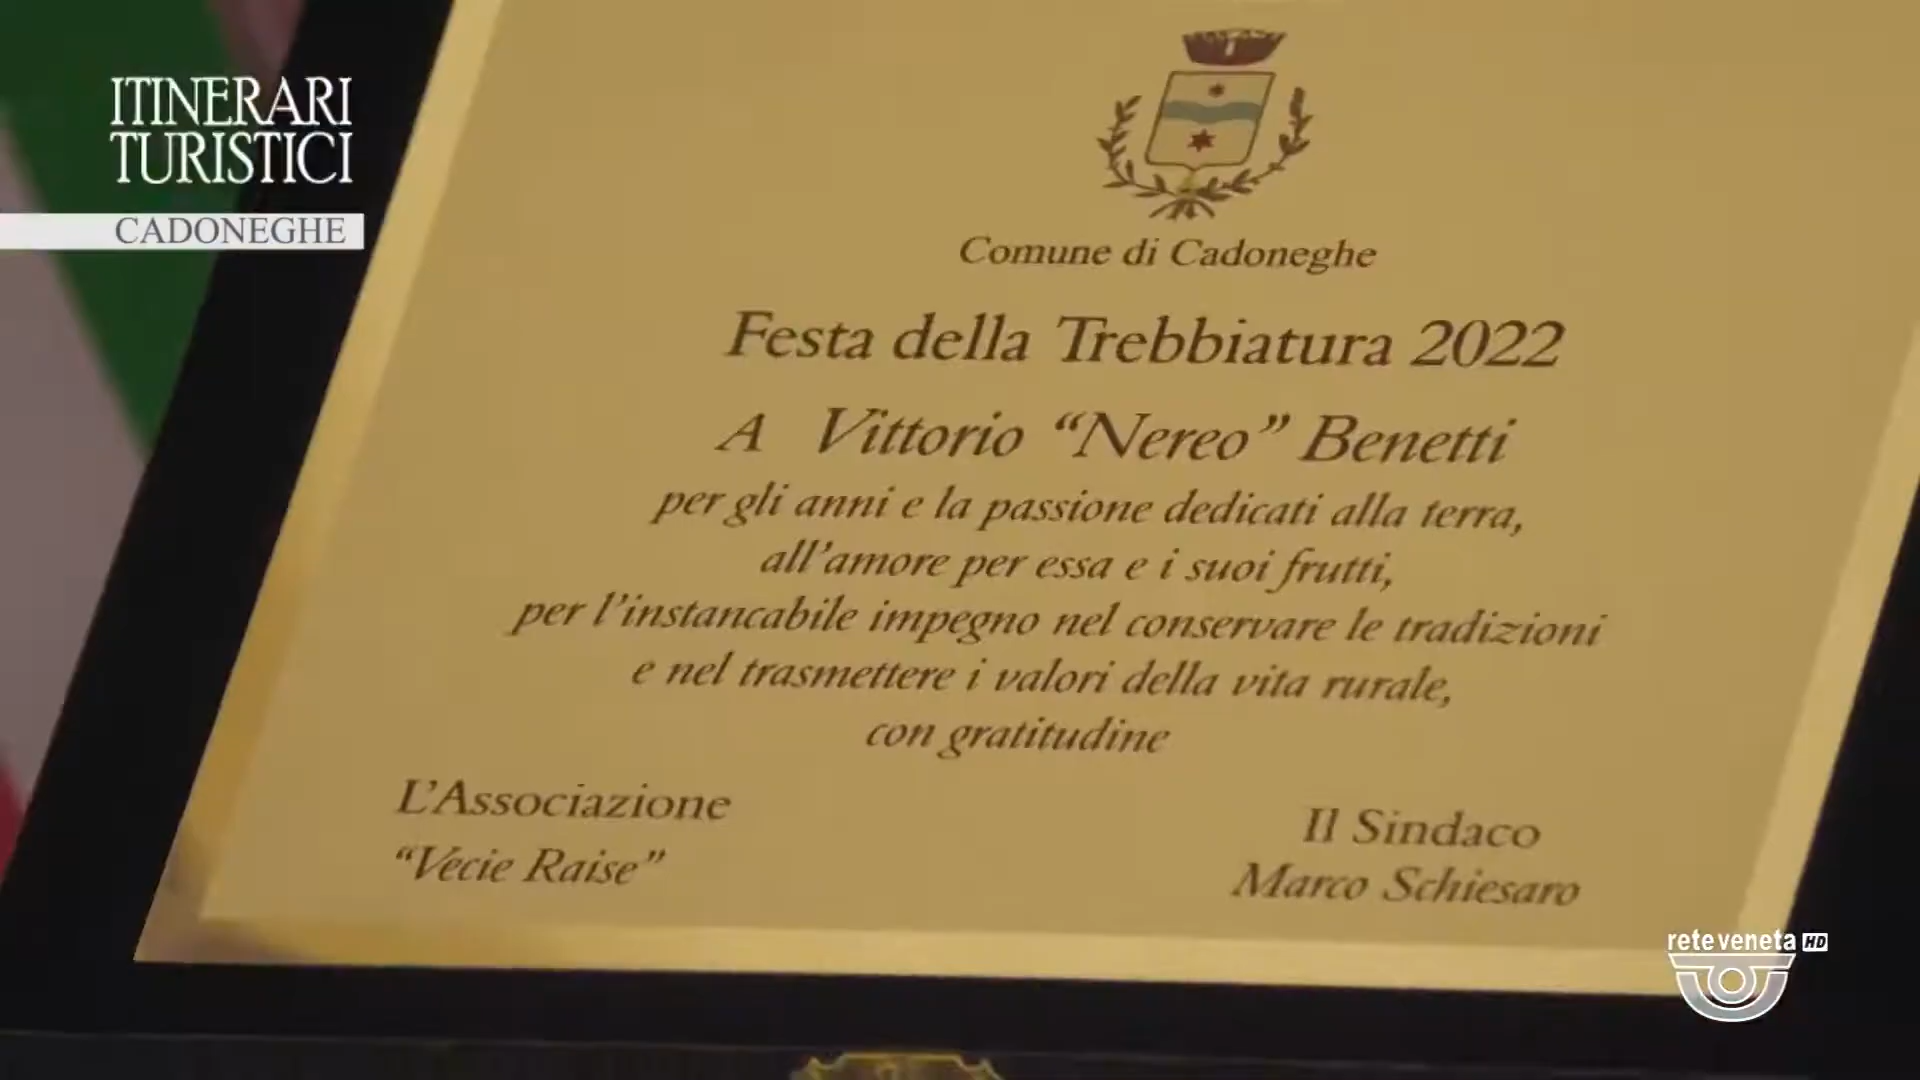 ITINERARI
TURISTICI
CADONEGHE
Comune di Cadoneghe
Festa della Trebbiatura 2022
A Vittorio “Nereo” Benetti
per gli anni e la passione dedicati alla terra,
all’amore per essa e i suoi frutti,
per l’instancabile impegno nel conservare le tradizioni
e nel trasmettere i valori della vita rurale,
con gratitudine
L’Associazione
“Vecie Raise”
Il Sindaco
Marco Schiesaro
reteveneta HD